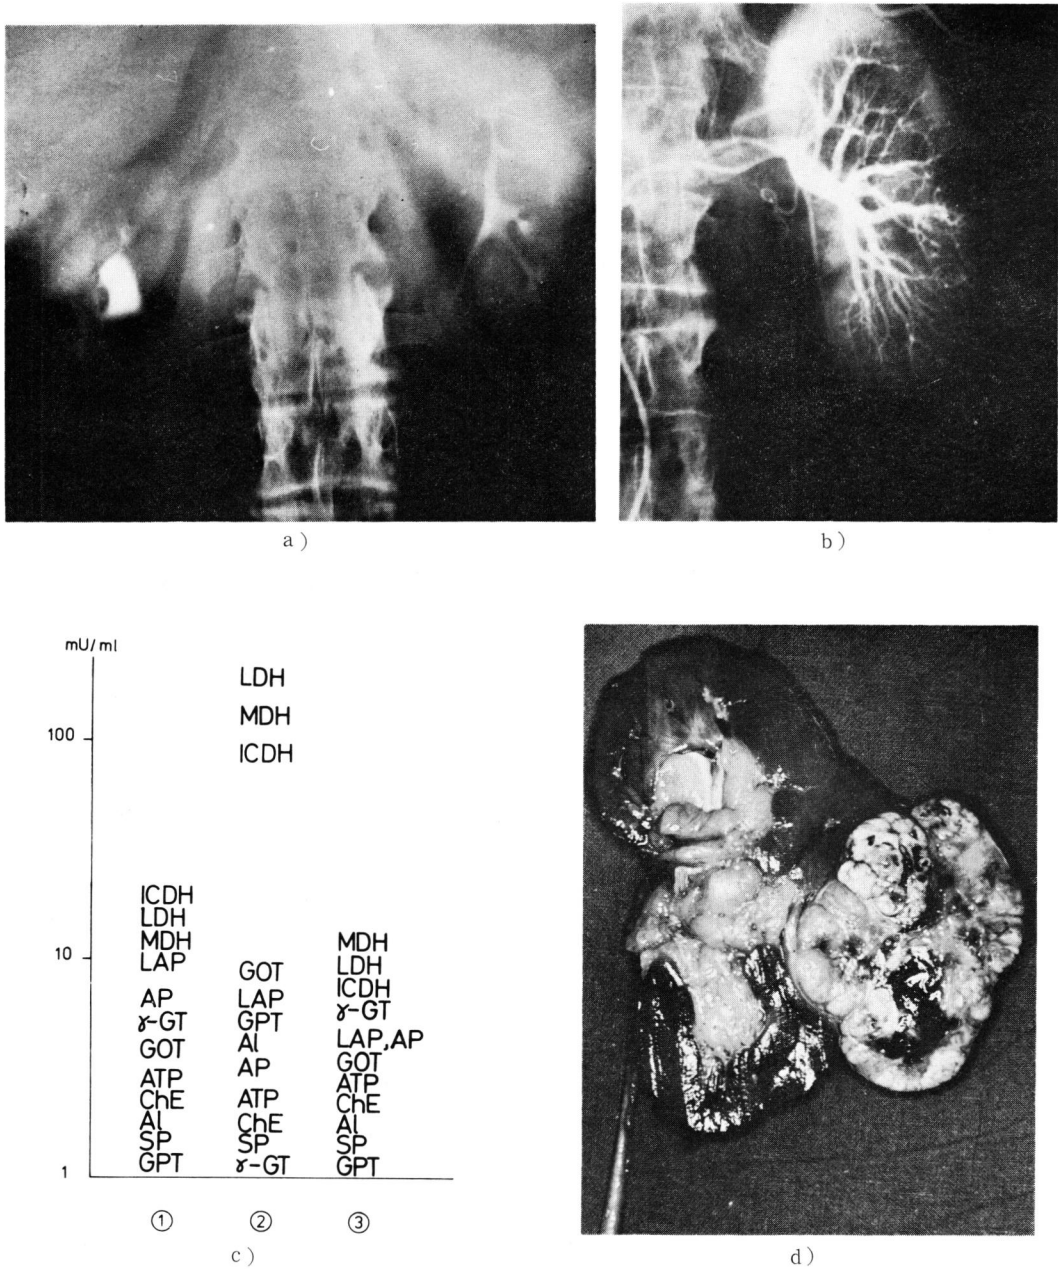 a)
b)
mU/ml
100
10
1
ICDH
LDH
MDH
LAP
AP
ɤ-GT
GOT
ATP
ChE
Al
SP
GPT
①
LDH
MDH
ICDH
GOT
LAP
GPT
Al
AP
ATP
ChE
SP
ɤ-GT
②
MDH
LDH
ICDH
ɤ-GT
LAP,AP
GOT
ATP
ChE
Al
SP
GPT
③
c)
d)